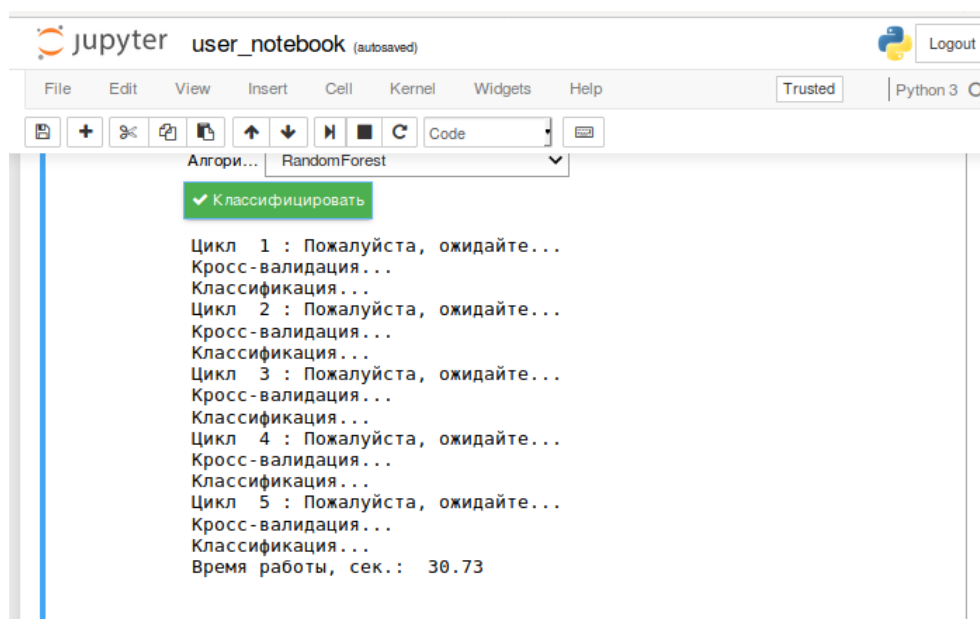 jupyter user_notebook (autosaved) Logout
File Edit View Insert Cell Kernel Widgets Help Trusted Python 3
Code
Алгори... RandomForest
Классифицировать
Цикл  1 : Пожалуйста, ожидайте...
Кросс-валидация...
Классификация...
Цикл  2 : Пожалуйста, ожидайте...
Кросс-валидация...
Классификация...
Цикл  3 : Пожалуйста, ожидайте...
Кросс-валидация...
Классификация...
Цикл  4 : Пожалуйста, ожидайте...
Кросс-валидация...
Классификация...
Цикл  5 : Пожалуйста, ожидайте...
Кросс-валидация...
Классификация...
Время работы, сек.:  30.73